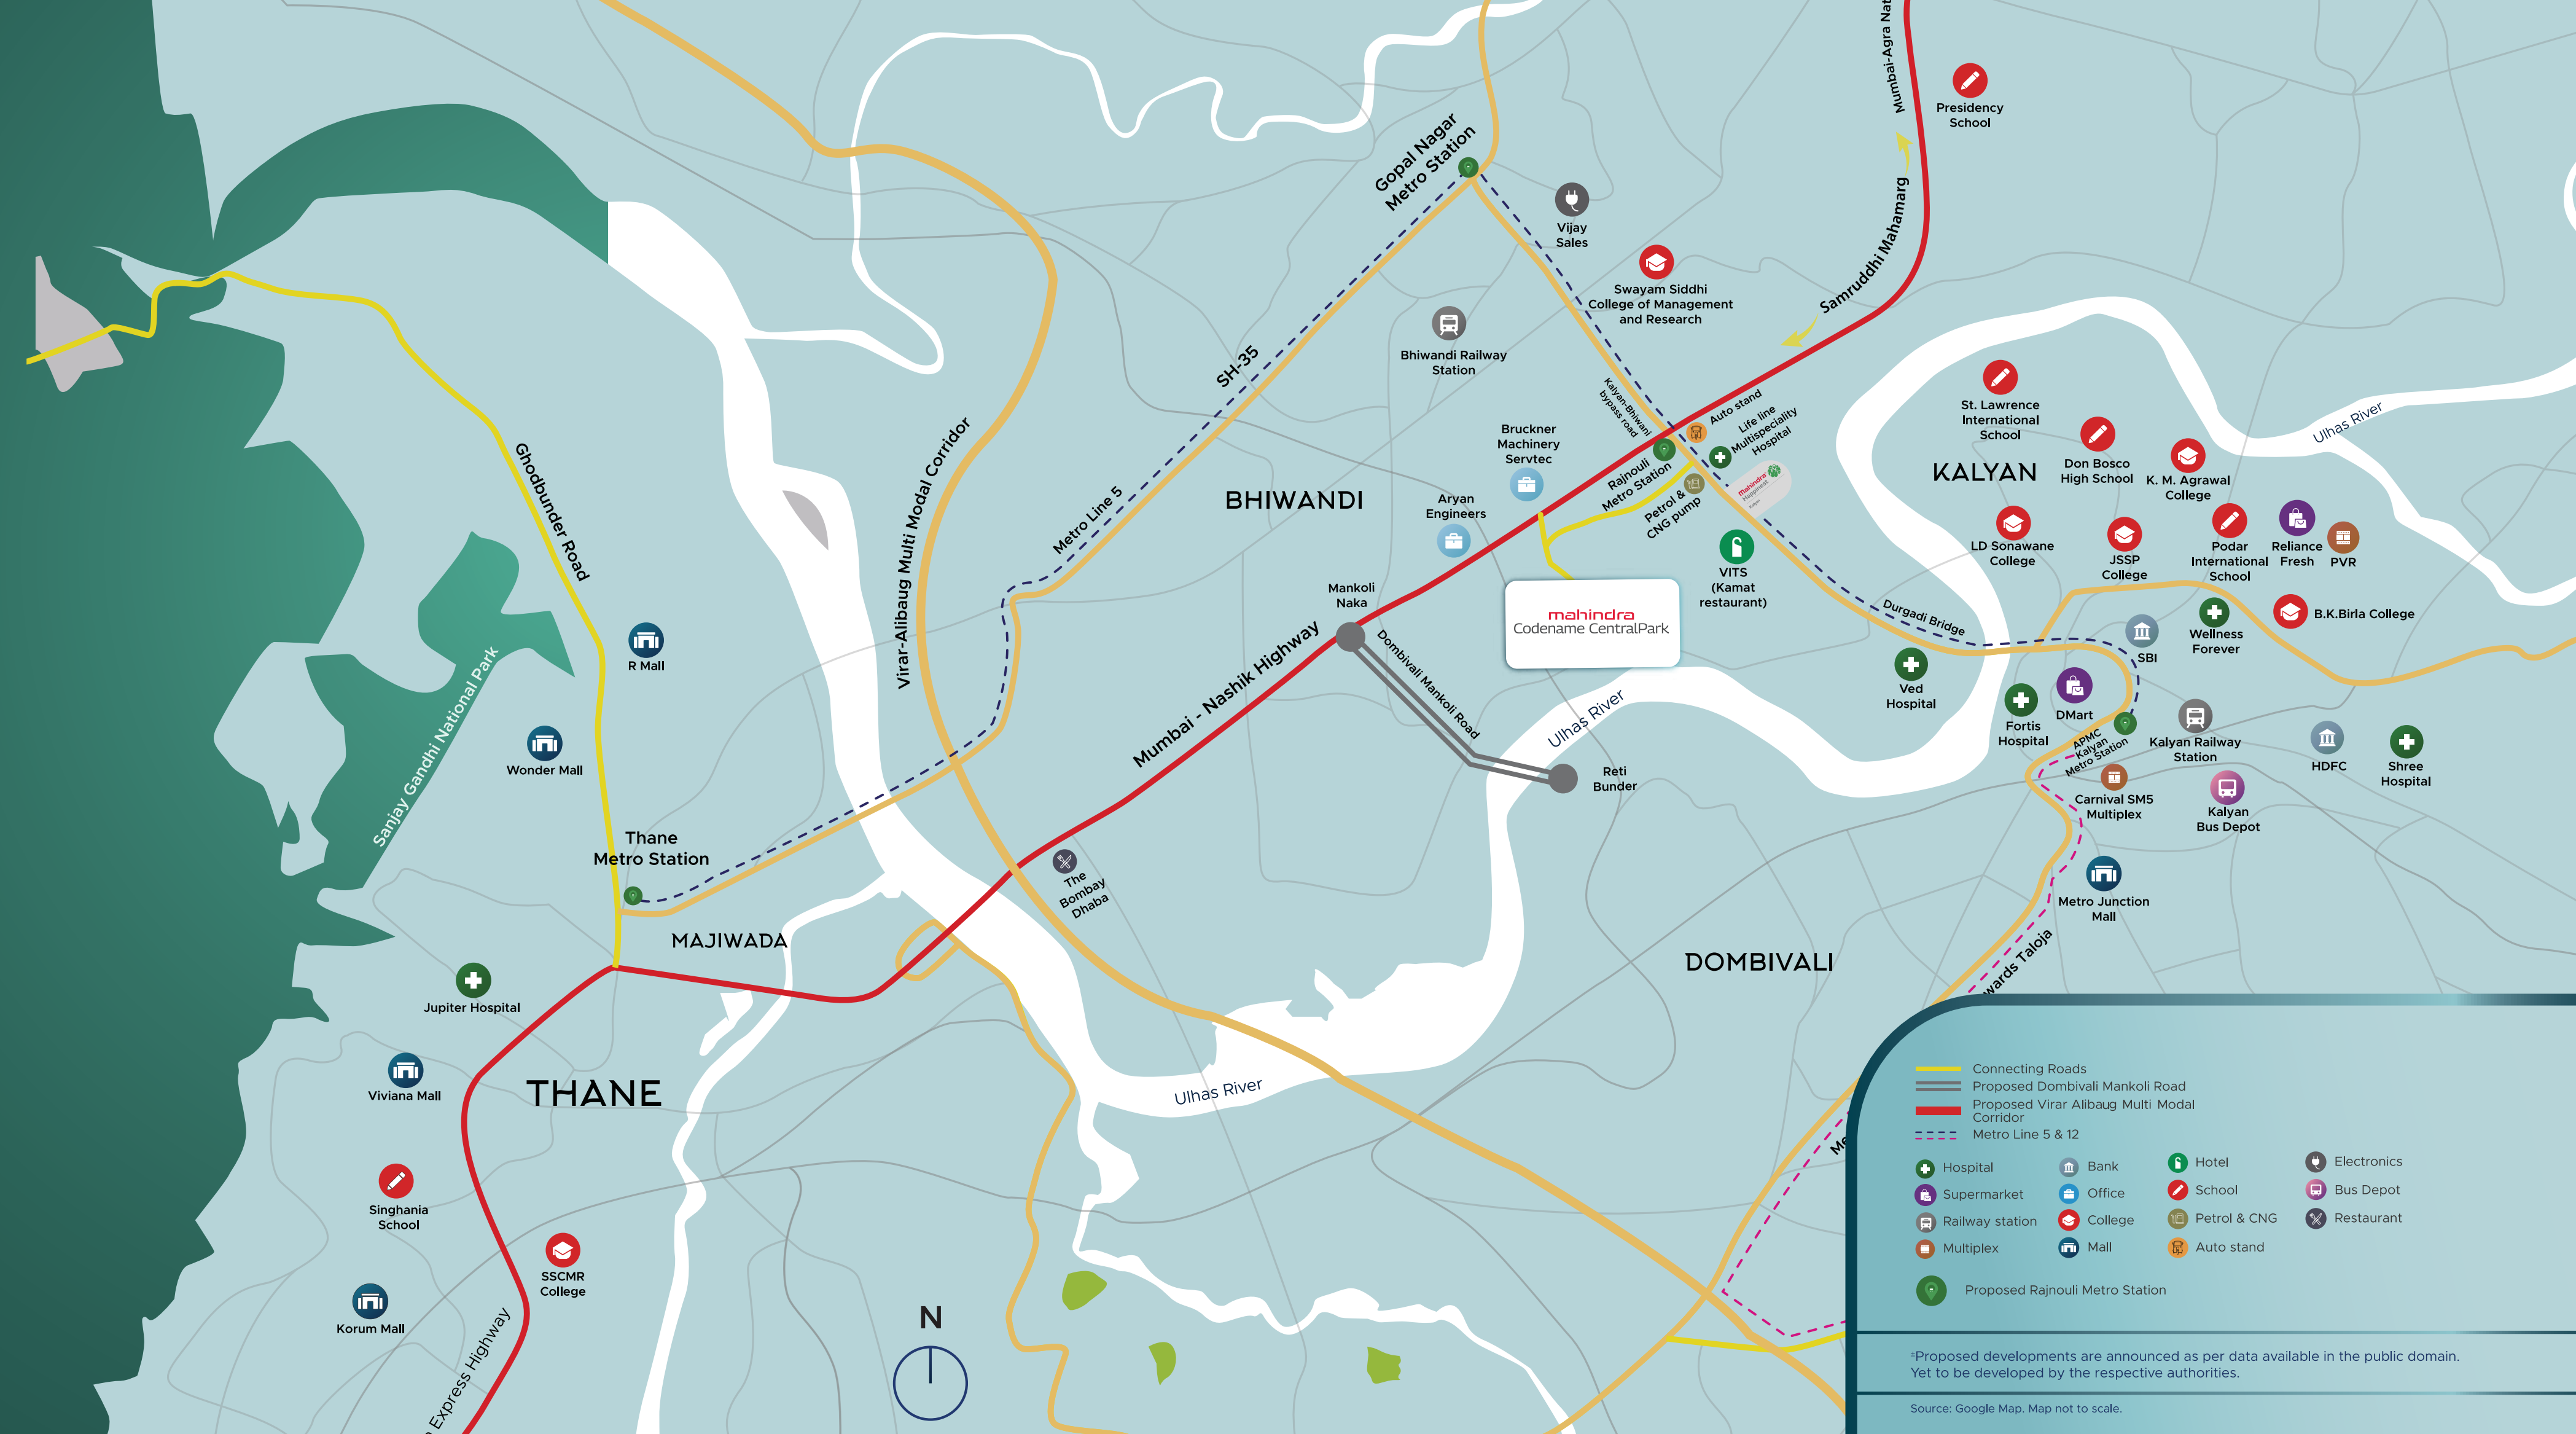 Mumbai-Agra Nat
Presidency
School
Gopal Nagar
Metro Station
Vijay
Sales
Samruddhi Mahamarg
Swayam Siddhi
College of Management
and Research
Bhiwandi Railway
Station
SH-35
Kalyan-Bhiwani
bypass road
Auto stand
Life line
Multispeciality
Hospital
St. Lawrence
International
School
Ulhas River
Bruckner
Machinery
Servtec
Rajnouli
Metro Station
mahindra
Happinest
Kalyan
KALYAN
Don Bosco
High School
K. M. Agrawal
College
Ghodbunder Road
Virar-Alibaug Multi Modal Corridor
Metro Line 5
BHIWANDI
Aryan
Engineers
Petrol &
CNG pump
LD Sonawane
College
JSSP
College
Podar
International
School
Reliance
Fresh
PVR
VITS
(Kamat
restaurant)
Mankoli
Naka
mahindra
Codename CentralPark
Durgadi Bridge
B.K.Birla College
Wellness
Forever
SBI
R Mall
Sanjay Gandhi National Park
Mumbai - Nashik Highway
Dombivali Mankoli Road
Ulhas River
Ved
Hospital
Fortis
Hospital
DMart
APMC
Kalyan
Metro Station
Kalyan Railway
Station
HDFC
Shree
Hospital
Wonder Mall
Reti
Bunder
Carnival SM5
Multiplex
Kalyan
Bus Depot
Thane
Metro Station
The
Bombay
Dhaba
Metro Junction
Mall
MAJIWADA
DOMBIVALI
wards Taloja
Jupiter Hospital
Viviana Mall
THANE
Ulhas River
Me
Singhania
School
SSCMR
College
Korum Mall
Express Highway
N
Connecting Roads
Proposed Dombivali Mankoli Road
Proposed Virar Alibaug Multi Modal
Corridor
Metro Line 5 & 12
Hospital
Bank
Hotel
Electronics
Supermarket
Office
School
Bus Depot
Railway station
College
Petrol & CNG
Restaurant
Multiplex
Mall
Auto stand
Proposed Rajnouli Metro Station
*Proposed developments are announced as per data available in the public domain.
Yet to be developed by the respective authorities.
Source: Google Map. Map not to scale.